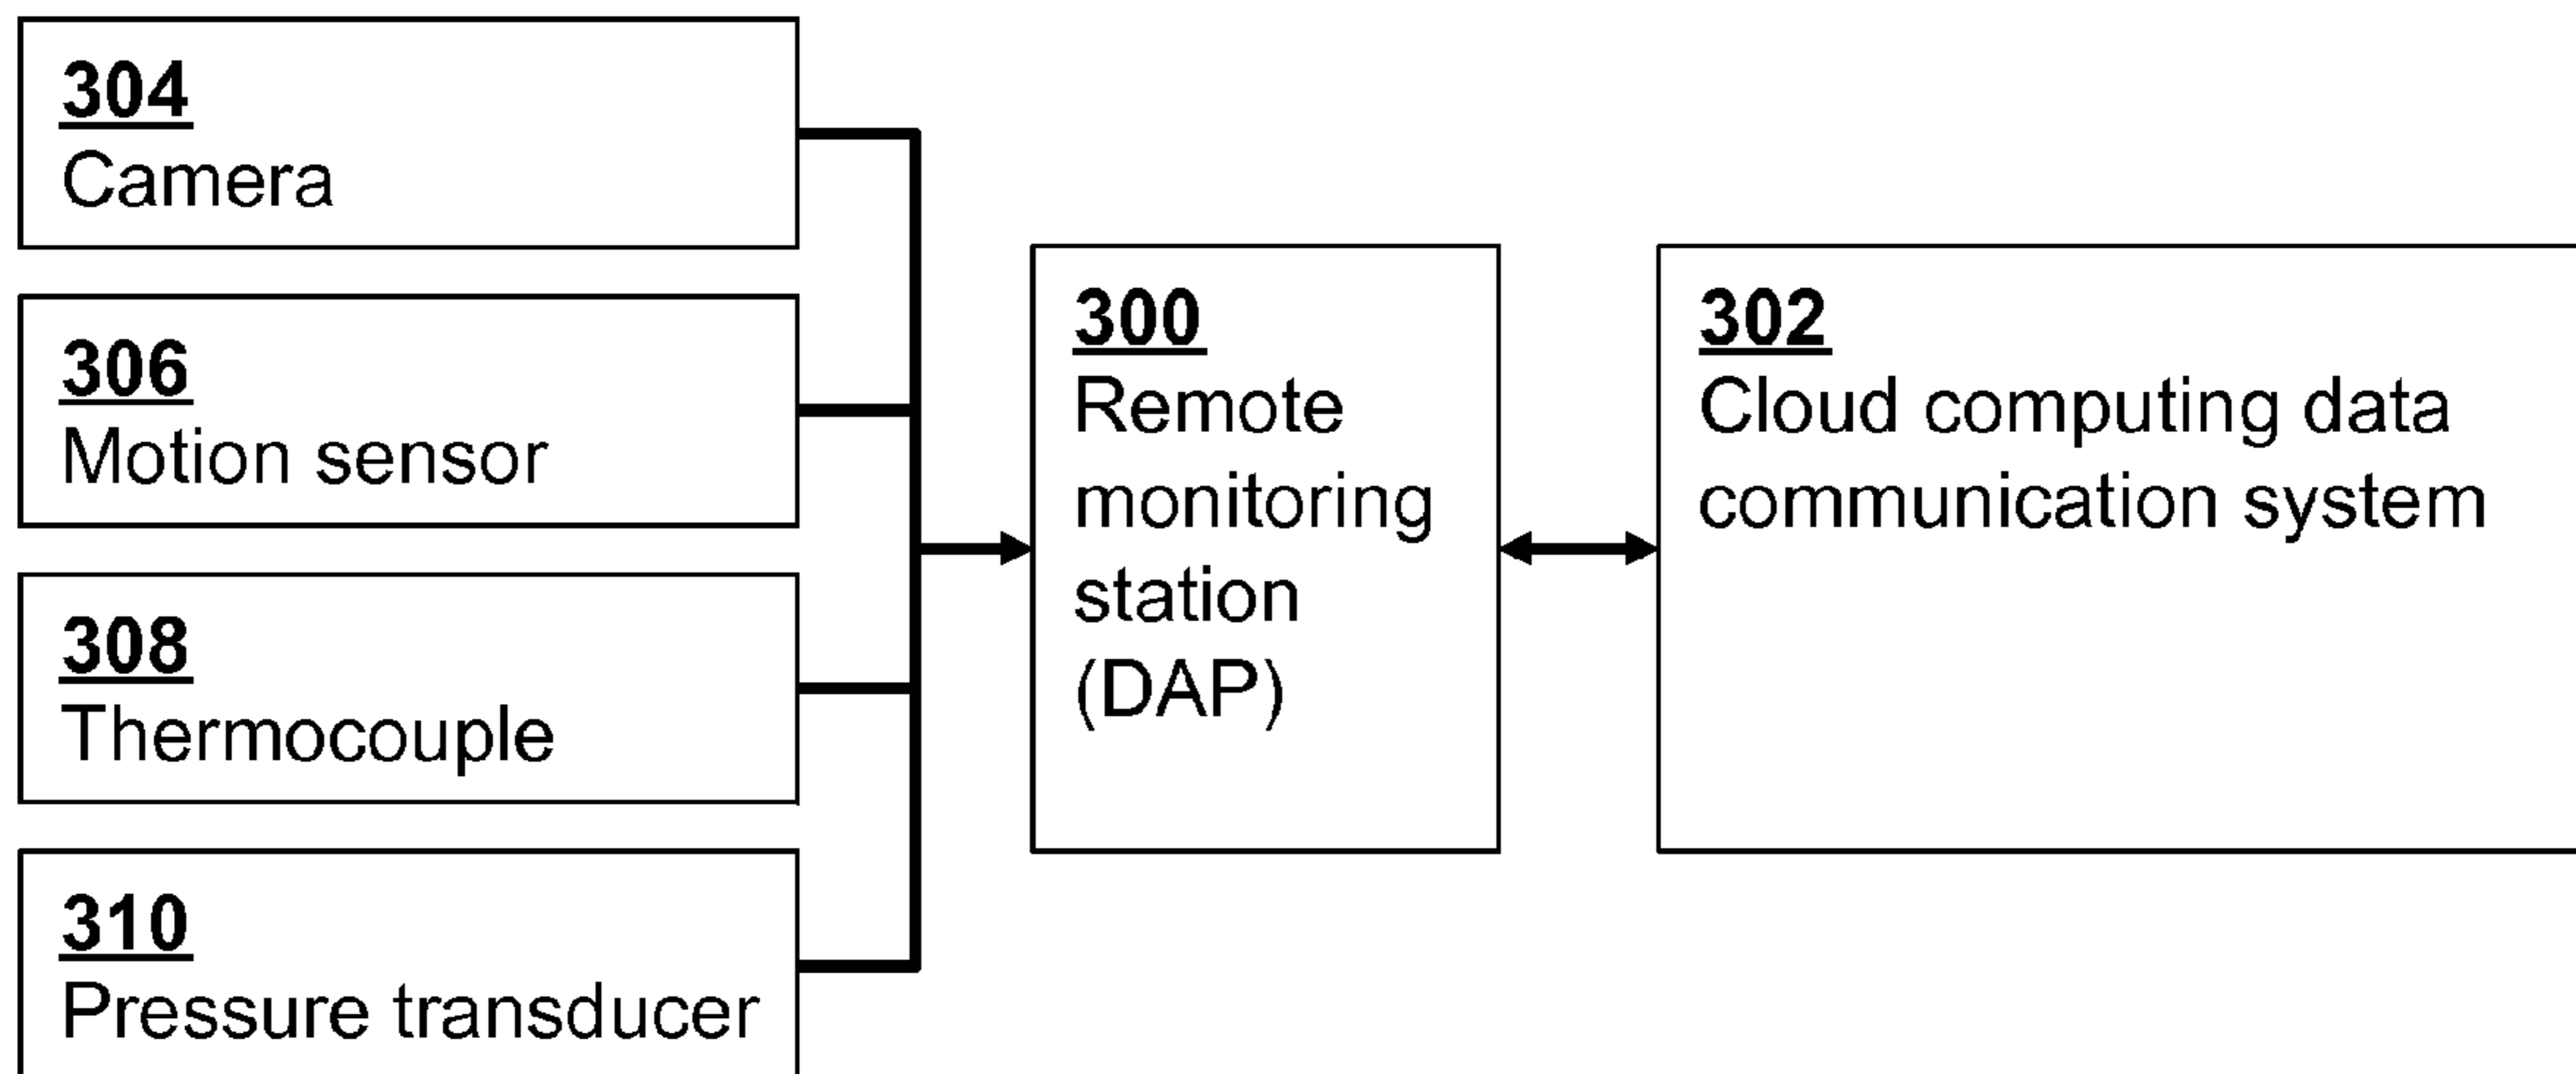 304
Camera
306
Motion sensor
308
Thermocouple
310
Pressure transducer
300
Remote
monitoring
station
(DAP)
302
Cloud computing data
communication system